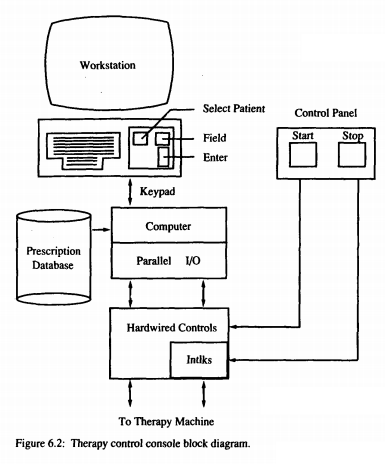 Workstation
Select Patient
Control Panel
Start Stop
Field
Enter
Keypad
Computer
Prescription
Database
Parallel I/O
Hardwired Controls
Intlks
To Therapy Machine
Figure 6.2: Therapy control console block diagram.